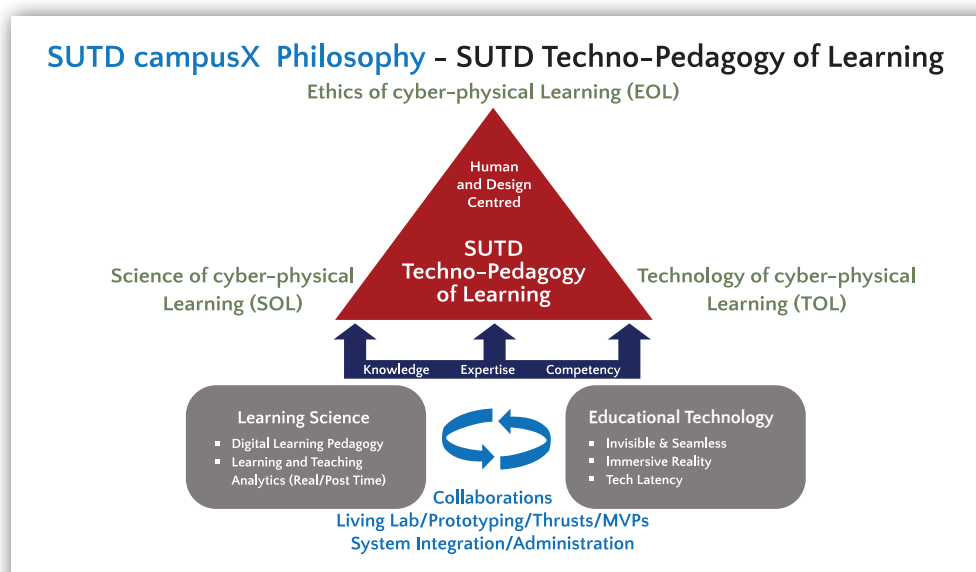 SUTD campusX Philosophy - SUTD Techno-Pedagogy of Learning
Ethics of cyber-physical Learning (EOL)
Human
and Design
Centred
SUTD
Techno-Pedagogy
of Learning
Science of cyber-physical
Learning (SOL)
Technology of cyber-physical
Learning (TOL)
Knowledge Expertise Competency
Learning Science
▪ Digital Learning Pedagogy
▪ Learning and Teaching
Analytics (Real/Post Time)
Educational Technology
▪ Invisible & Seamless
▪ Immersive Reality
▪ Tech Latency
Collaborations
Living Lab/Prototyping/Thrusts/MVPs
System Integration/Administration